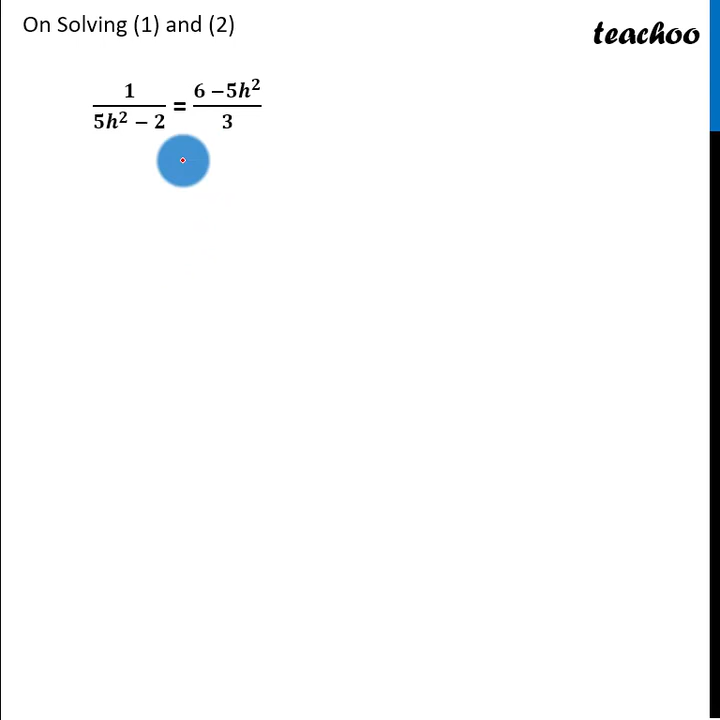 On Solving (1) and (2)
teachoo
1/(5h² − 2) = (6 −5h²)/3